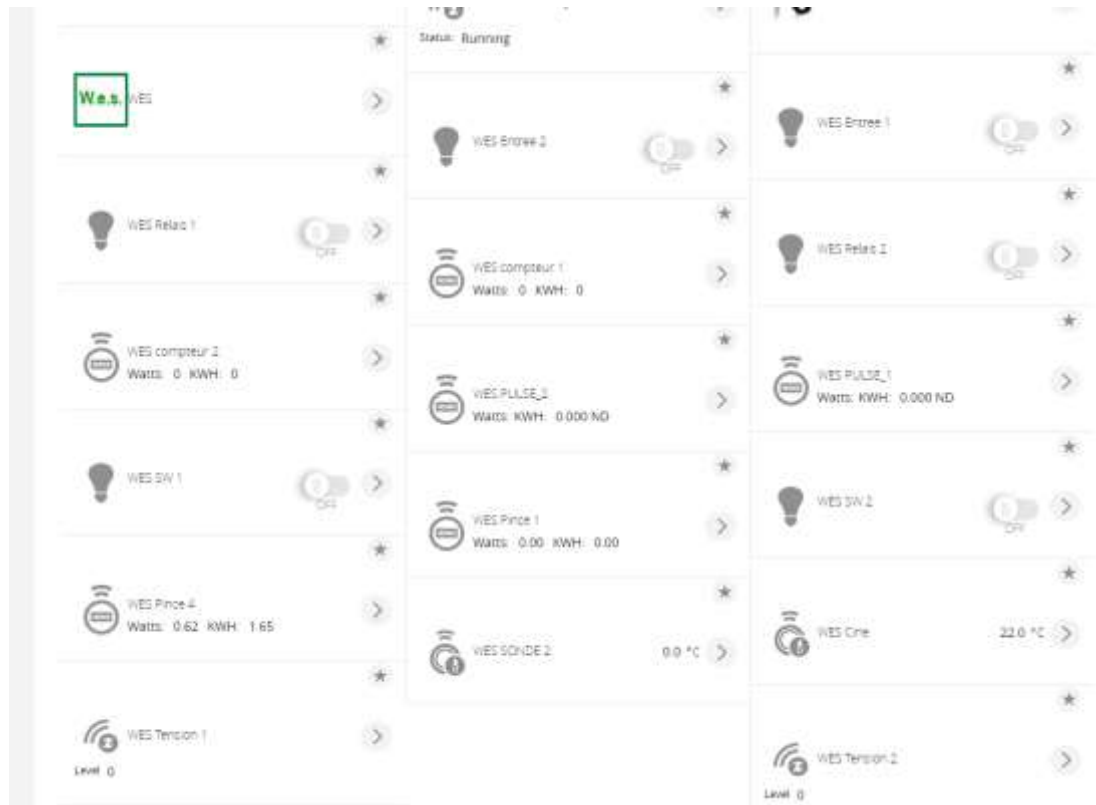 Status: Running
W.e.s. WES
WES Relais 1
OFF
WES compteur 2
Watts: 0 KWH: 0
WES SW 1
OFF
WES Pince 4
Watts: 0.62 KWH: 1.65
WES Tension 1
Level 0
WES Entree 2
OFF
WES compteur 1
Watts: 0 KWH: 0
WES PULSE_2
Watts: KWH: 0.000 ND
WES Pince 1
Watts: 0.00 KWH: 0.00
WES SONDE 2
0.0 °C
WES Entree 1
OFF
WES Relais 2
OFF
WES PULSE_1
Watts: KWH: 0.000 ND
WES SW 2
OFF
WES Cine
22.0 °C
WES Tension 2
Level 0